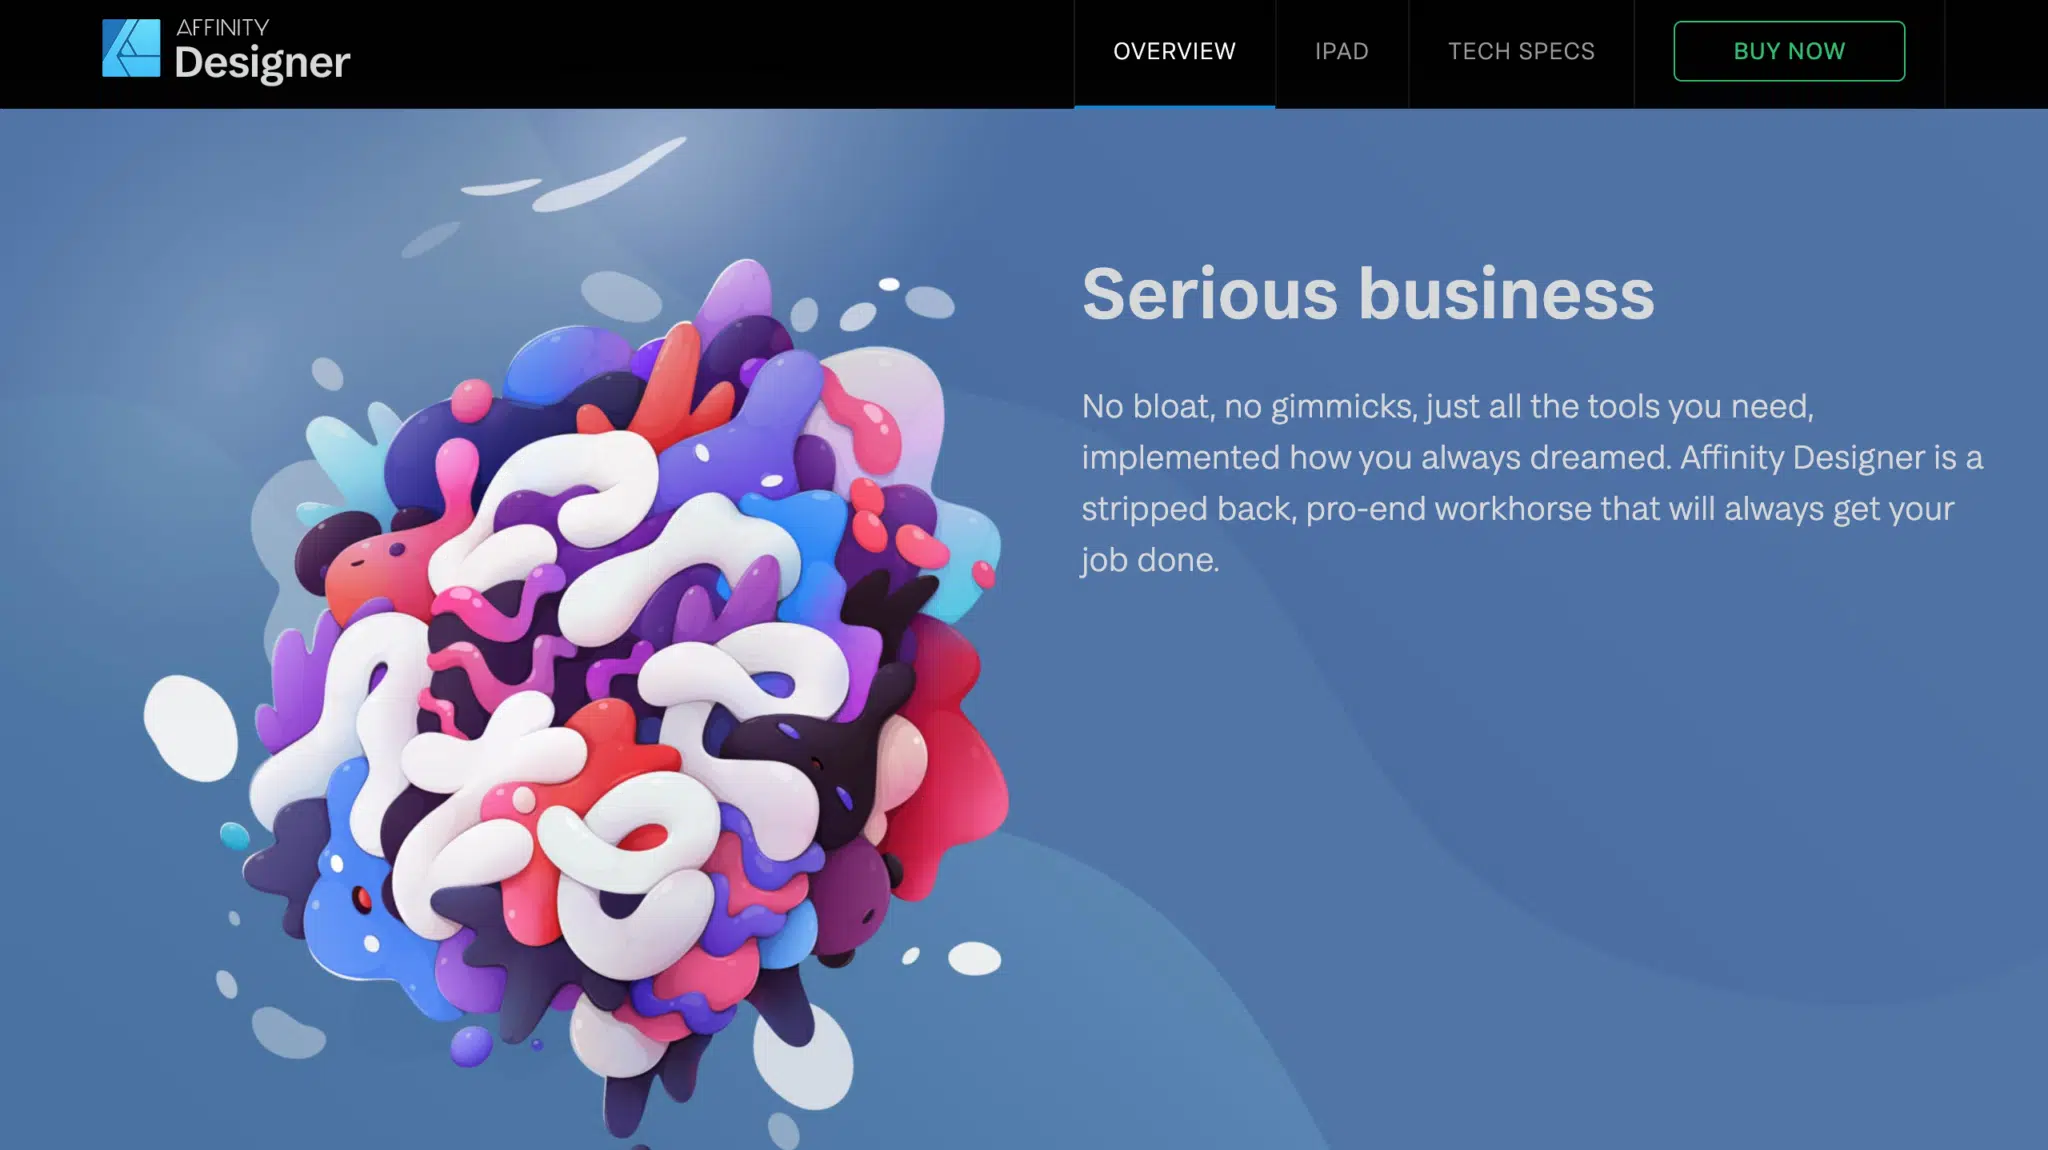 AFFINITY
Designer
OVERVIEW
IPAD
TECH SPECS
BUY NOW
Serious business
No bloat, no gimmicks, just all the tools you need,
implemented how you always dreamed. Affinity Designer is a
stripped back, pro-end workhorse that will always get your
job done.